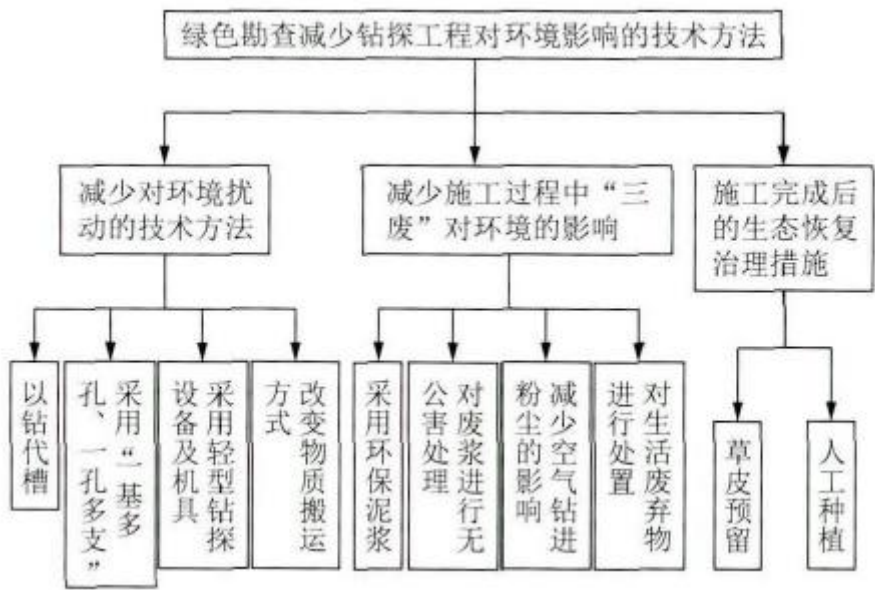 绿色勘查减少钻探工程对环境影响的技术方法
减少对环境扰
动的技术方法
减少施工过程中“三
废”对环境的影响
施工完成后
的生态恢复
治理措施
以钻代槽
采用“一基多
孔、一孔多支”
采用轻型钻探
设备及机具
改变物质搬运
方式
采用环保泥浆
对废浆进行无
公害处理
减少空气钻进
粉尘的影响
对生活废弃物
进行处置
草皮预留
人工种植